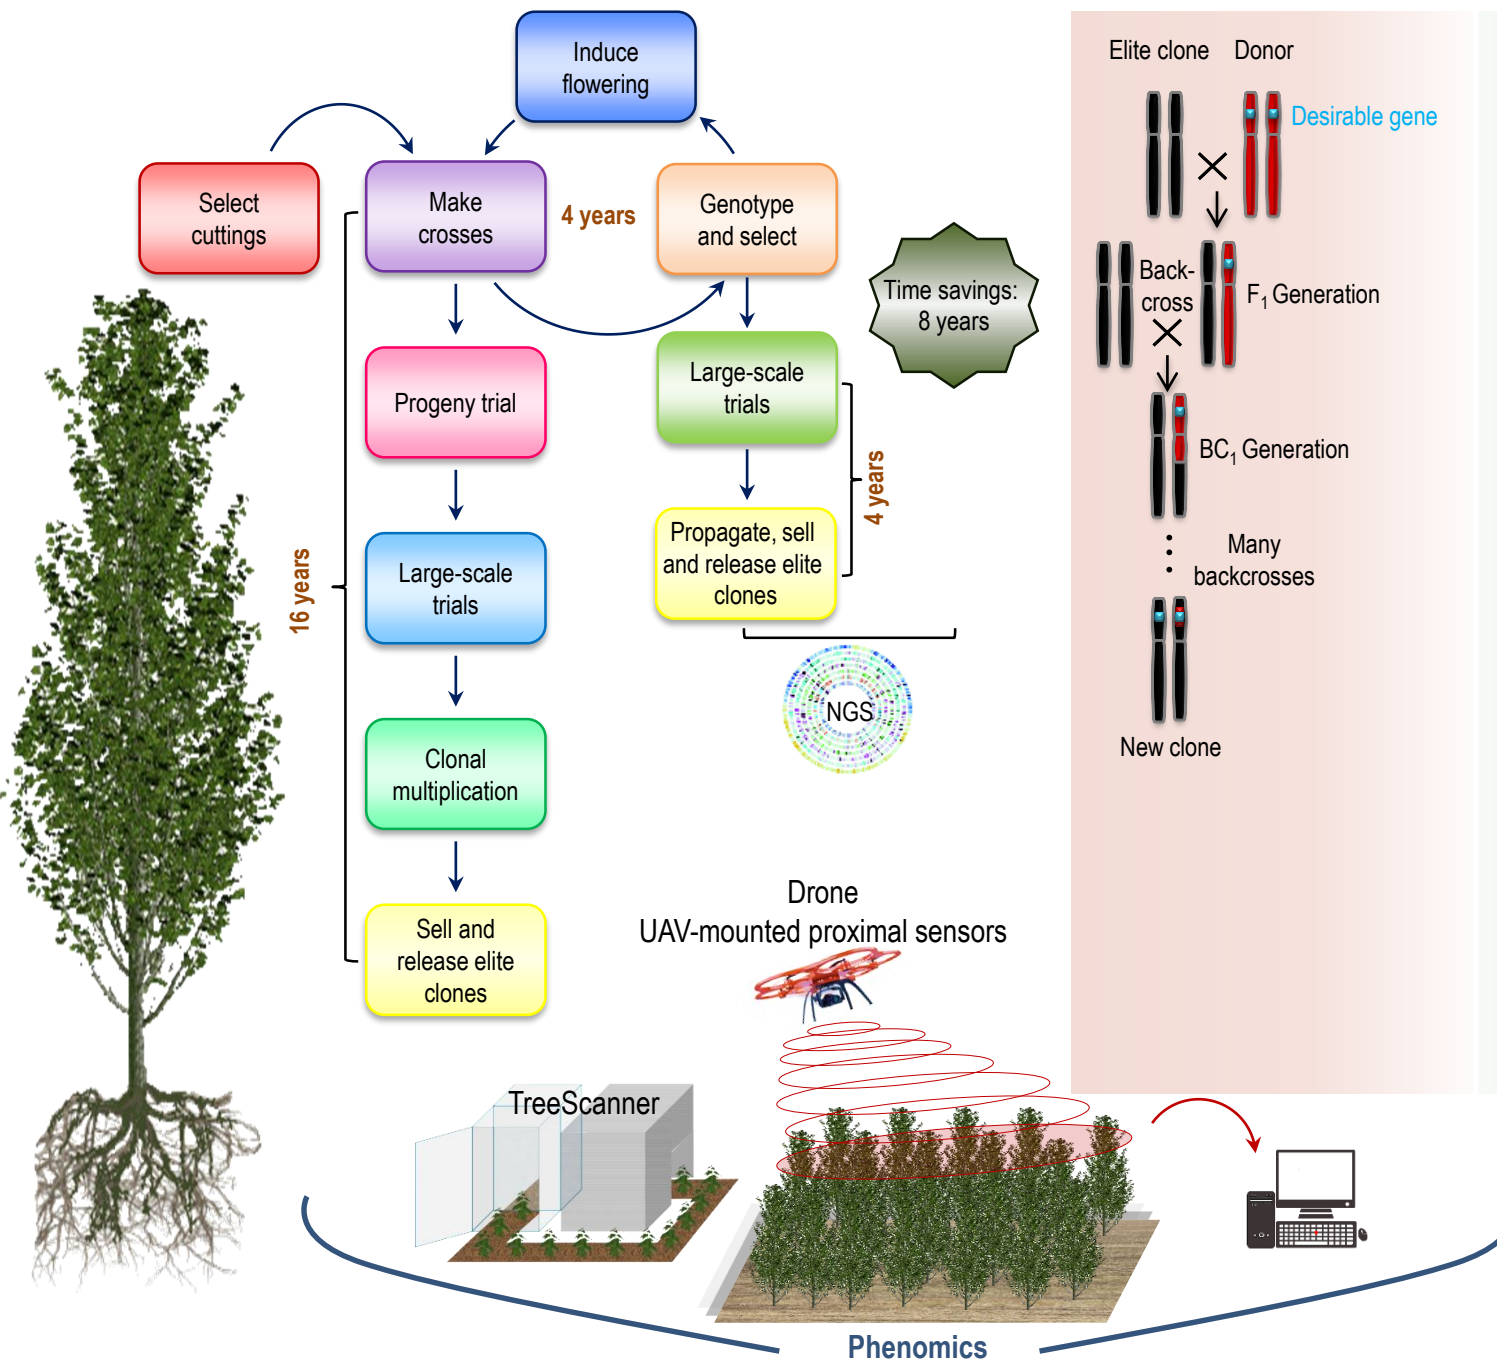 Induce
flowering
Select
cuttings
Make
crosses
4 years
Genotype
and select
Time savings:
8 years
Progeny trial
Large-scale
trials
4 years
Propagate, sell
and release elite
clones
16 years
Large-scale
trials
NGS
Clonal
multiplication
Sell and
release elite
clones
Elite clone
Donor
Desirable gene
Back-
cross
F1 Generation
BC1 Generation
Many
backcrosses
New clone
Drone
UAV-mounted proximal sensors
TreeScanner
Phenomics